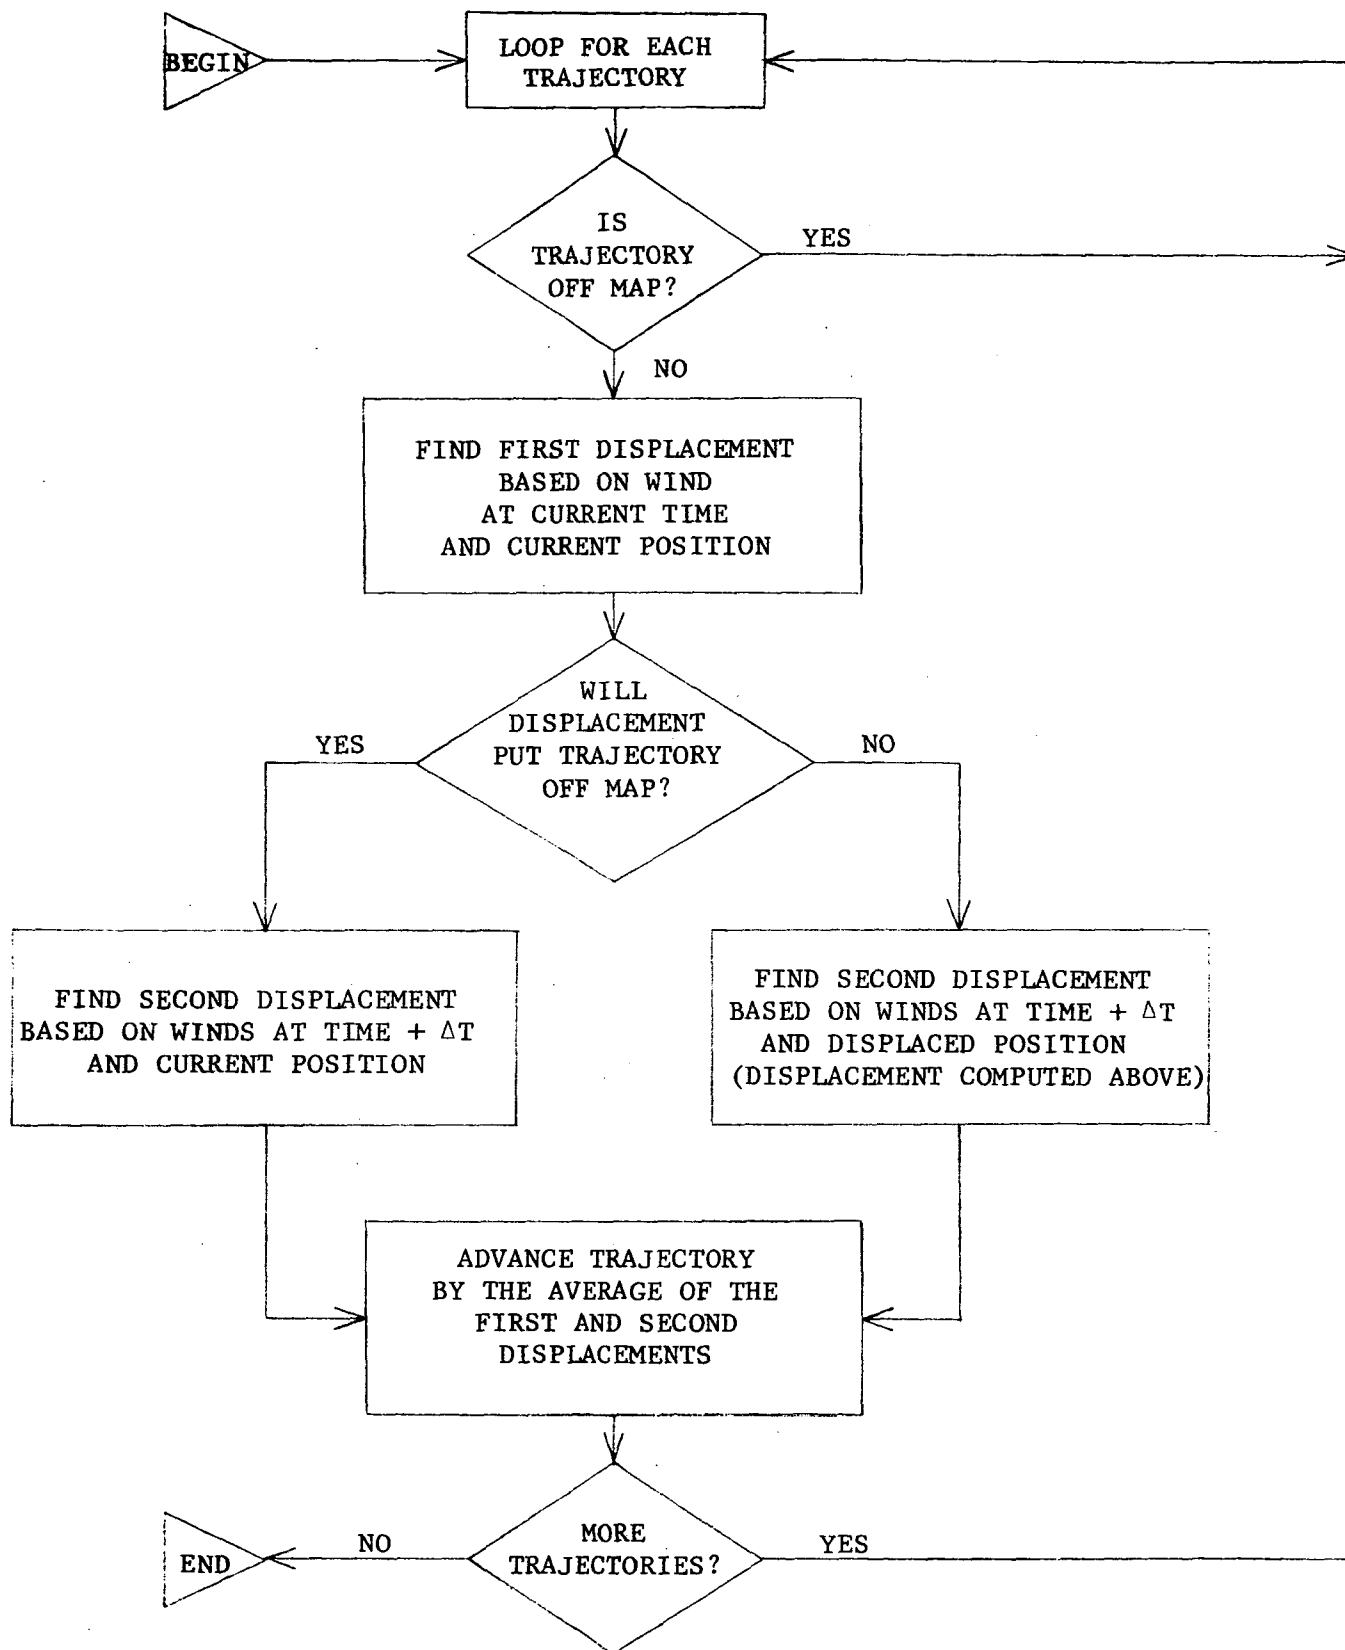 BEGIN
LOOP FOR EACH
TRAJECTORY
IS
TRAJECTORY
OFF MAP?
YES
NO
FIND FIRST DISPLACEMENT
BASED ON WIND
AT CURRENT TIME
AND CURRENT POSITION
WILL
DISPLACEMENT
PUT TRAJECTORY
OFF MAP?
YES
NO
FIND SECOND DISPLACEMENT
BASED ON WINDS AT TIME + ΔT
AND CURRENT POSITION
FIND SECOND DISPLACEMENT
BASED ON WINDS AT TIME + ΔT
AND DISPLACED POSITION
(DISPLACEMENT COMPUTED ABOVE)
ADVANCE TRAJECTORY
BY THE AVERAGE OF THE
FIRST AND SECOND
DISPLACEMENTS
MORE
TRAJECTORIES?
NO
YES
END